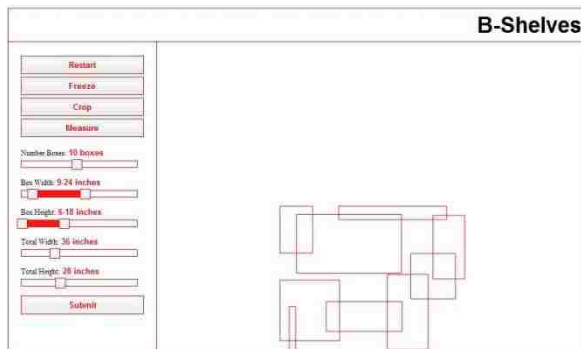 B-Shelves
Restart
Freeze
Crop
Measure
Number Boxes: 10 boxes
Box Width: 9-24 inches
Box Height: 6-18 inches
Total Width: 36 inches
Total Height: 28 inches
Submit